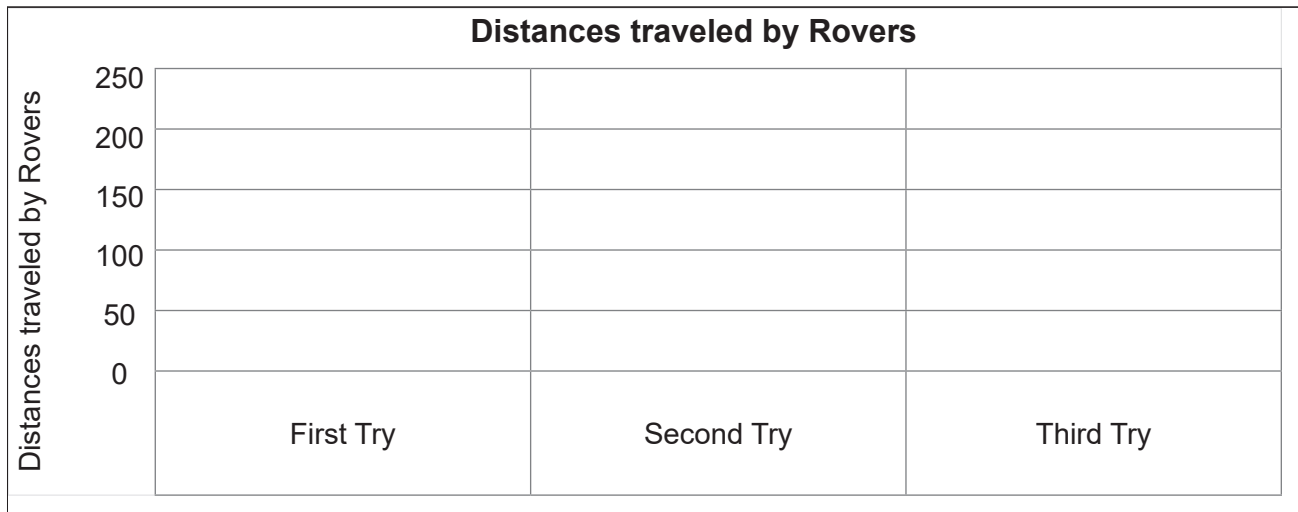 Distances traveled by Rovers
Distances traveled by Rovers
250
200
150
100
50
0
First Try
Second Try
Third Try